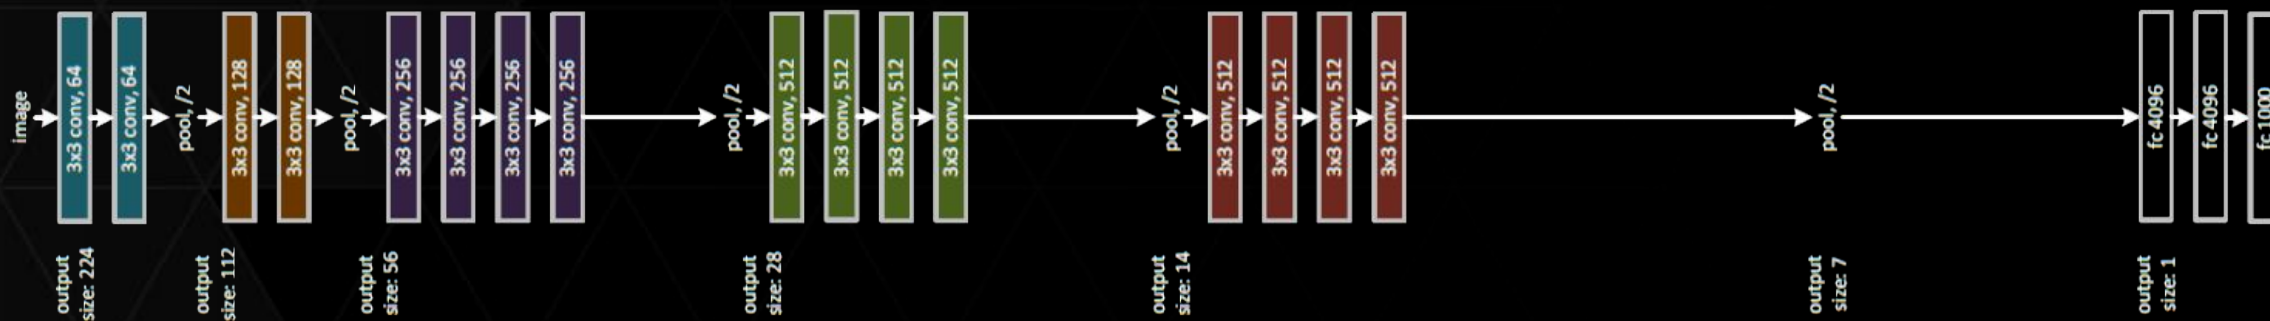 image
3x3 conv, 64
3x3 conv, 64
pool, /2
3x3 conv, 128
3x3 conv, 128
pool, /2
3x3 conv, 256
3x3 conv, 256
3x3 conv, 256
3x3 conv, 256
pool, /2
3x3 conv, 512
3x3 conv, 512
3x3 conv, 512
3x3 conv, 512
pool, /2
3x3 conv, 512
3x3 conv, 512
3x3 conv, 512
3x3 conv, 512
pool, /2
fc 4096
fc 4096
fc 1000
output
size: 224
output
size: 112
output
size: 56
output
size: 28
output
size: 14
output
size: 7
output
size: 1